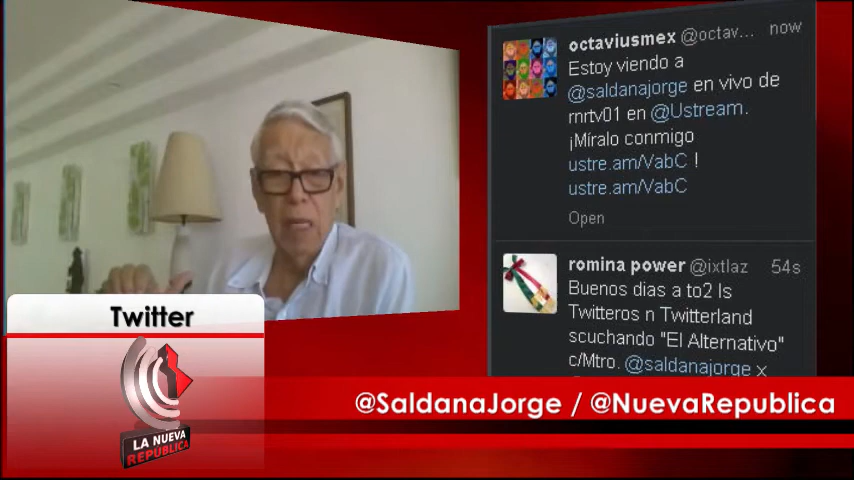 octaviusmex @octav... now
Estoy viendo a
@saldanajorge en vivo de
rnrtv01 en @Ustream.
¡Míralo conmigo
ustre.am/VabC !
ustre.am/VabC
Open
romina power @ixtlaz 54s
Buenos dias a to2 ls
Twitteros n Twitterland
scuchando "El Alternativo"
c/Mtro. @saldanajorge x
Twitter
LA NUEVA
REPUBLICA
@SaldanaJorge / @NuevaRepublica